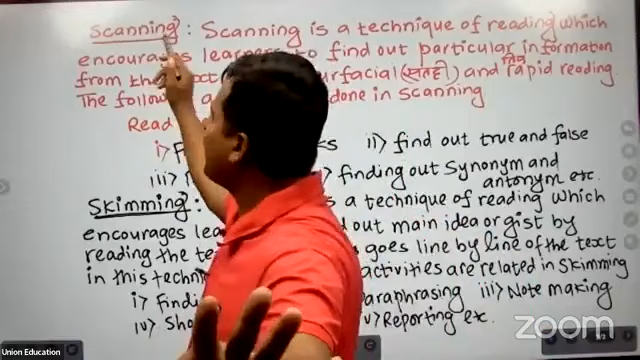 Scanning : Scanning is a technique of reading which
encourages learners to find out particular information
from the text surfacial (सतही) and rapid reading.
The follow done in scanning
Read
i) ii) find out true and false
iii) finding out synonym and
antonym etc.
Skimming : a technique of reading which
encourages lea out main idea or gist by
reading the te goes line by line of the text
in this techni activities are related in skimming
i) findi paraphrasing iii) Note making
iv) Sho v) Reporting ex.
Union Education
zoom